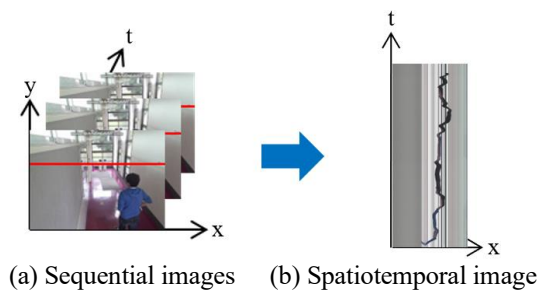 t
y
x
t
x
(a) Sequential images
(b) Spatiotemporal image